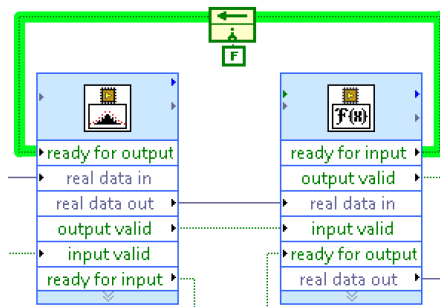 F
F(x)
ready for output
real data in
real data out
output valid
input valid
ready for input
ready for input
output valid
real data in
input valid
ready for output
real data out